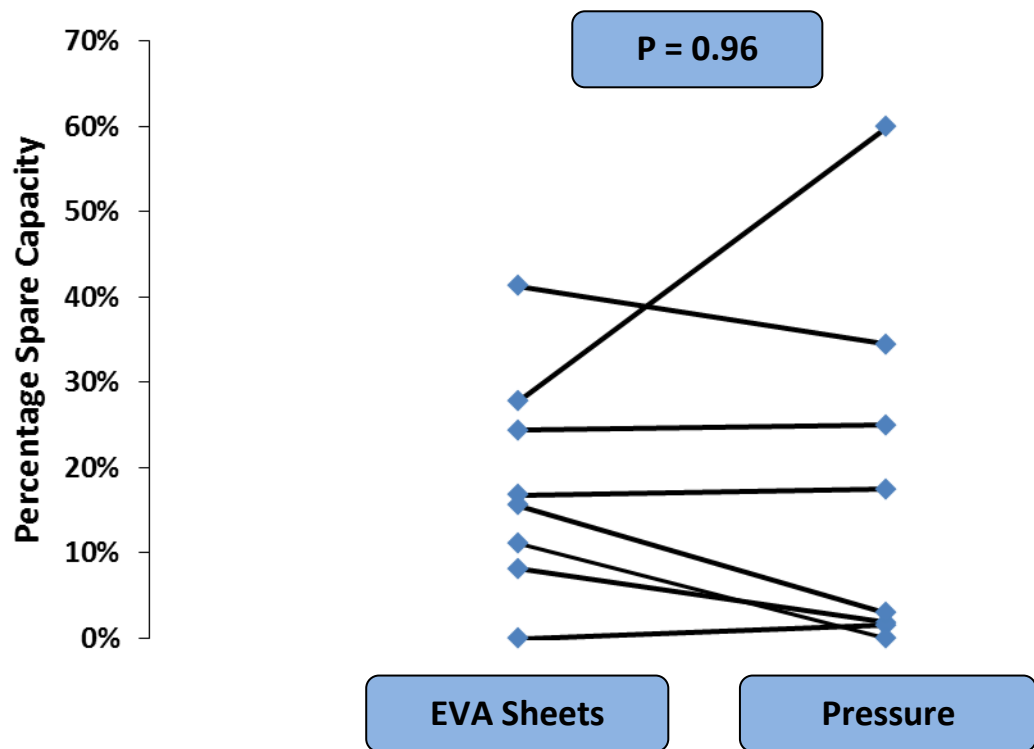 P = 0.96
Percentage Spare Capacity
70%
60%
50%
40%
30%
20%
10%
0%
EVA Sheets
Pressure